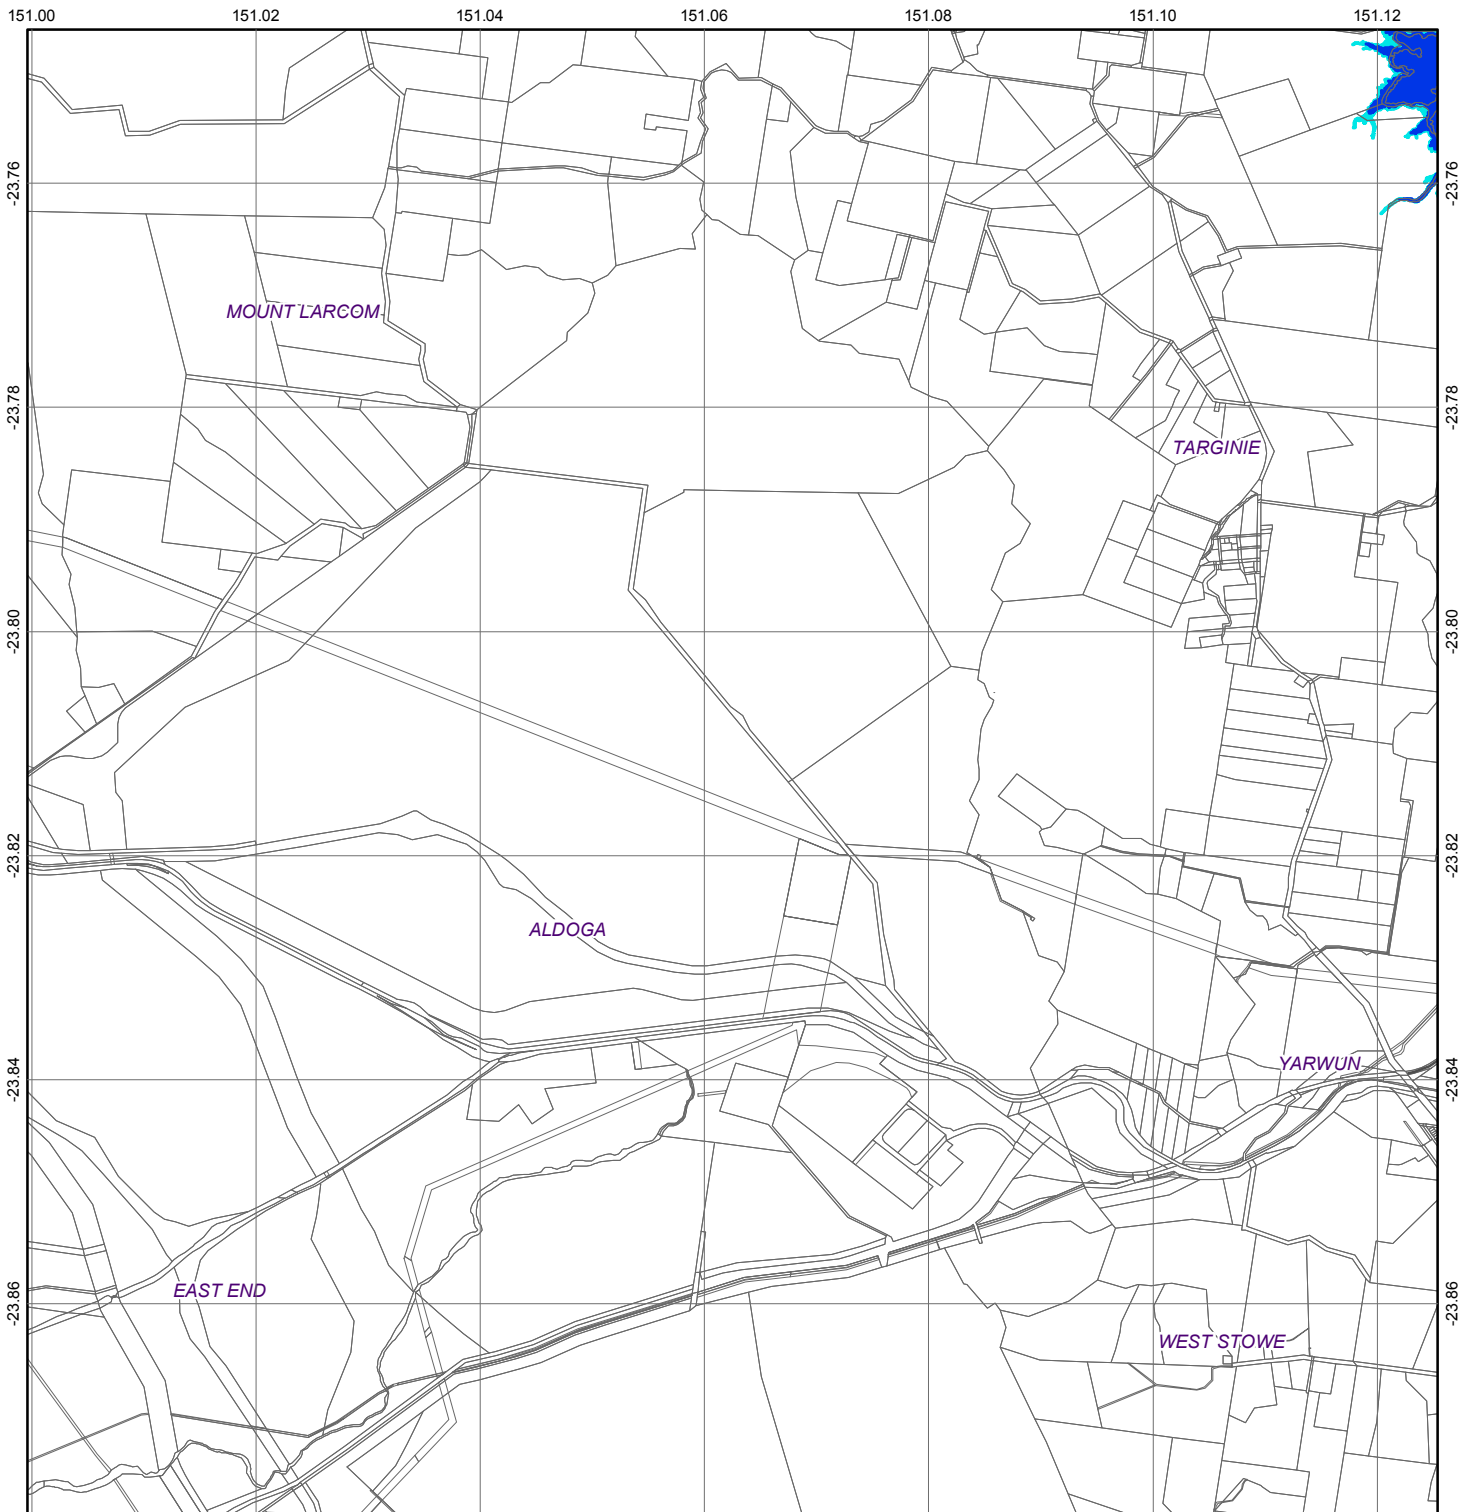 151.00 151.02 151.04 151.06 151.08 151.10 151.12
-23.76 -23.76
MOUNT LARCOM
-23.78 -23.78
TARGINIE
-23.80 -23.80
-23.82 -23.82
ALDOGA
YARWUN
-23.84 -23.84
EAST END
-23.86 -23.86
WEST STOWE